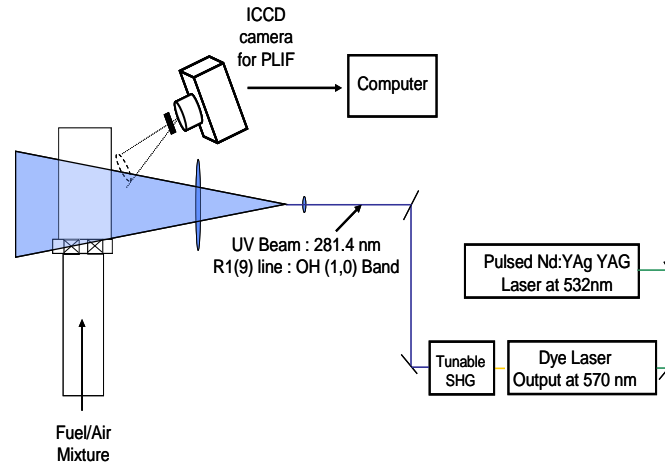 ICCD
camera
for PLIF
Computer
UV Beam : 281.4 nm
R1(9) line : OH (1,0) Band
Pulsed Nd:YAg YAG
Laser at 532nm
Tunable
SHG
Dye Laser
Output at 570 nm
Fuel/Air
Mixture